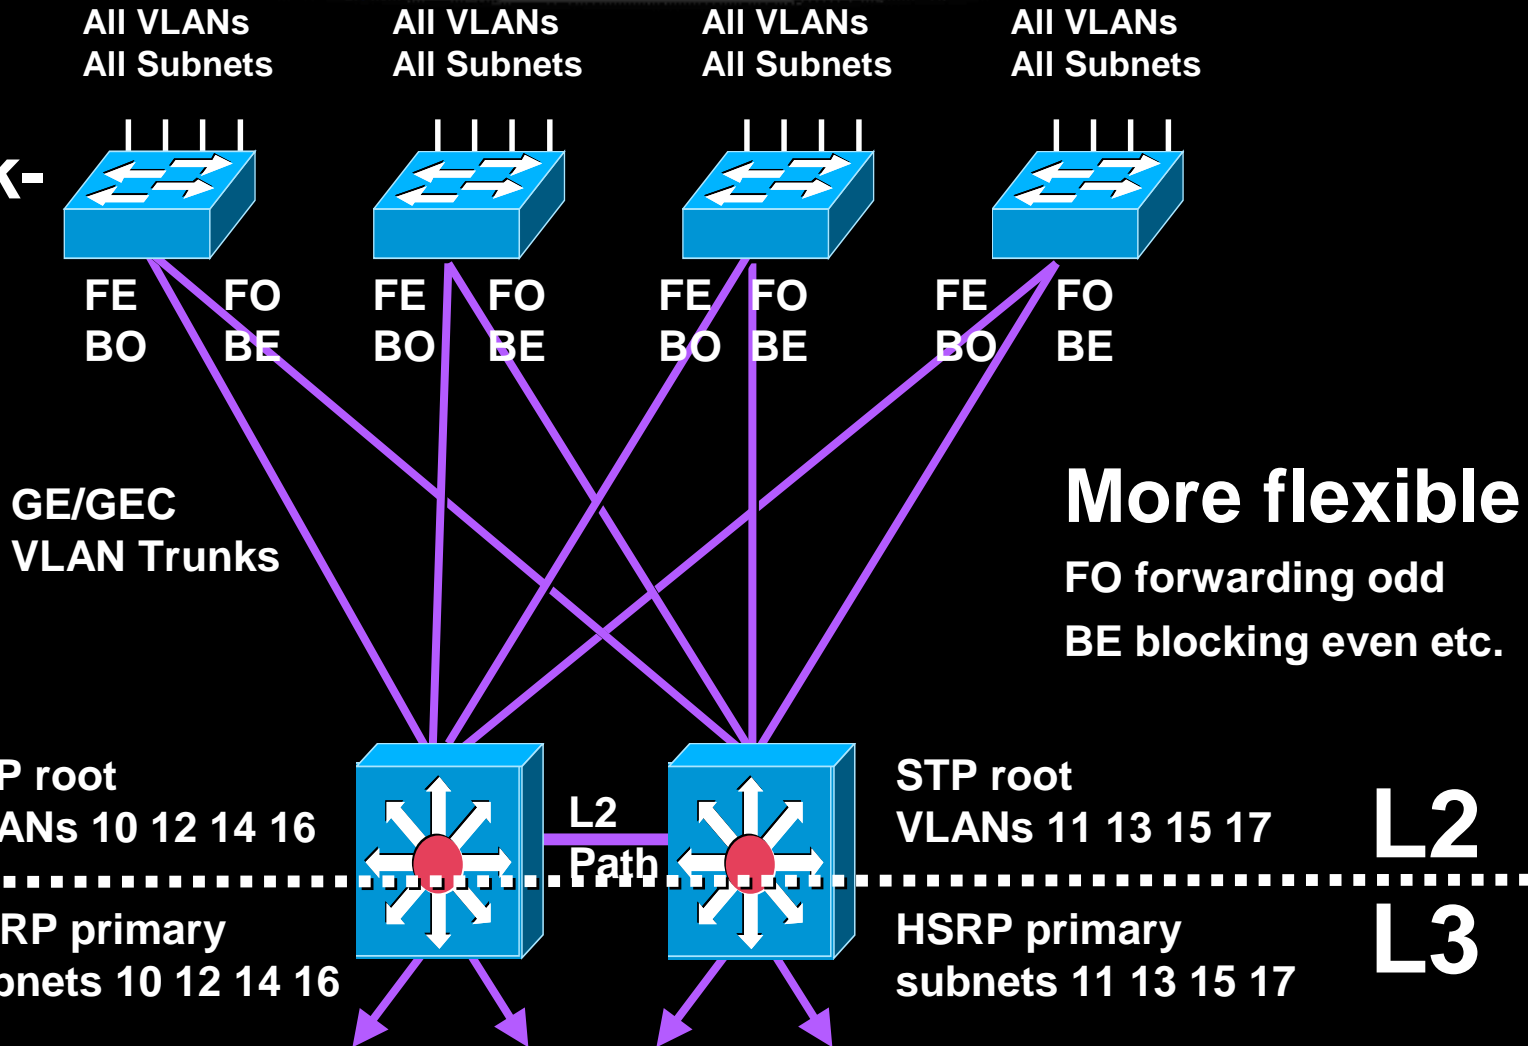 All VLANs
All Subnets
All VLANs
All Subnets
All VLANs
All Subnets
All VLANs
All Subnets
k-
FE
BO
FO
BE
FE
BO
FO
BE
FE
BO
FO
BE
FE
BO
FO
BE
GE/GEC
VLAN Trunks
More flexible
FO forwarding odd
BE blocking even etc.
P root
ANs 10 12 14 16
L2
Path
STP root
VLANs 11 13 15 17
L2
RP primary
bnets 10 12 14 16
HSRP primary
subnets 11 13 15 17
L3